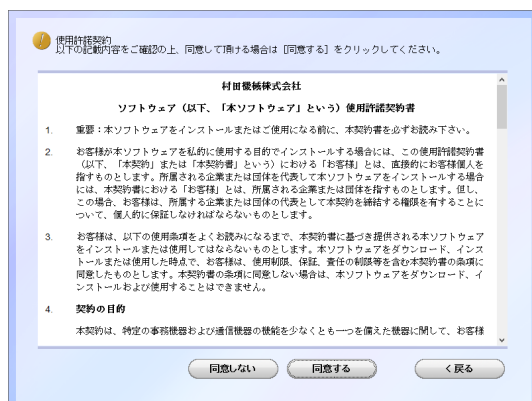 使用許諾契約
以下の記載内容をご確認の上、同意して頂ける場合は [同意する] をクリックしてください。
村田機械株式会社
ソフトウェア（以下、「本ソフトウェア」という）使用許諾契約書
1. 重要：本ソフトウェアをインストールまたはご使用になる前に、本契約書を必ずお読み下さい。
2. お客様が本ソフトウェアを私的に使用する目的でインストールする場合には、この使用許諾契約書
（以下、「本契約」または「本契約書」という）における「お客様」とは、直接的にお客様個人を
指すものとします。所属される企業または団体を代表して本ソフトウェアをインストールする場合
には、本契約書における「お客様」とは、所属される企業または団体を指すものとします。但し、
この場合、お客様は、所属する企業または団体の代表として本契約を締結する権限を有することに
ついて、個人的に保証しなければならないものとします。
3. お客様は、以下の使用条項をよくお読みになるまで、本契約書に基づき提供される本ソフトウェア
をインストールまたは使用してはならないものとします。本ソフトウェアをダウンロード、インス
トールまたは使用した時点で、お客様は、使用制限、保証、責任の制限等を含む本契約書の条項に
同意したものとします。本契約書の条項に同意しない場合は、本ソフトウェアをダウンロード、イ
ンストールおよび使用することはできません。
4. 契約の目的
本契約は、特定の事務機器および通信機器の機能を少なくとも一つを備えた機器に関して、お客様
同意しない
同意する
< 戻る